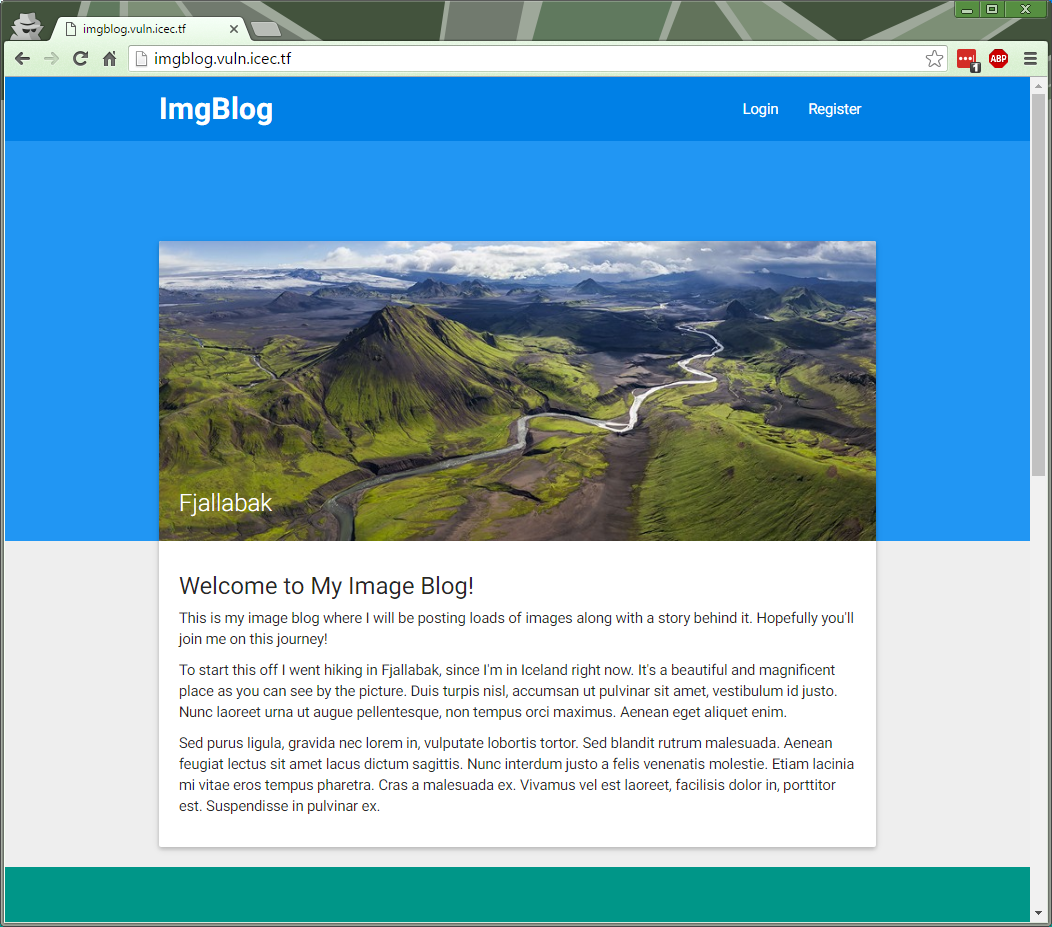 imgblog.vuln.icec.tf
imgblog.vuln.icec.tf
1
ABP
ImgBlog
Login
Register
Fjallabak
Welcome to My Image Blog!
This is my image blog where I will be posting loads of images along with a story behind it. Hopefully you'll
join me on this journey!
To start this off I went hiking in Fjallabak, since I'm in Iceland right now. It's a beautiful and magnificent
place as you can see by the picture. Duis turpis nisl, accumsan ut pulvinar sit amet, vestibulum id justo.
Nunc laoreet urna ut augue pellentesque, non tempus orci maximus. Aenean eget aliquet enim.
Sed purus ligula, gravida nec lorem in, vulputate lobortis tortor. Sed blandit rutrum malesuada. Aenean
feugiat lectus sit amet lacus dictum sagittis. Nunc interdum justo a felis venenatis molestie. Etiam lacinia
mi vitae eros tempus pharetra. Cras a malesuada ex. Vivamus vel est laoreet, facilisis dolor in, porttitor
est. Suspendisse in pulvinar ex.